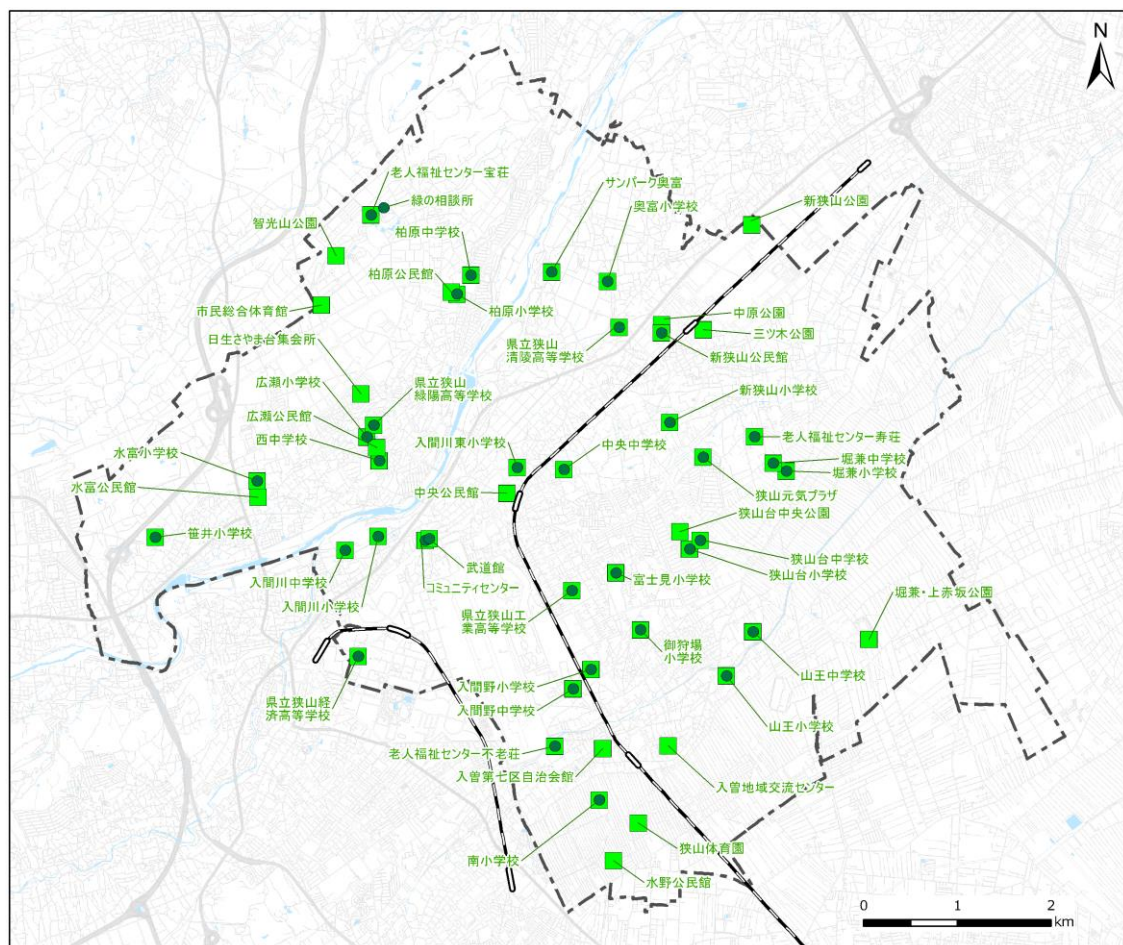 N
老人福祉センター宝荘
緑の相談所
サンパーク奥富
奥富小学校
新狭山公園
智光山公園
柏原中学校
柏原公民館
柏原小学校
市民総合体育館
中原公園
三ツ木公園
県立狭山
清陵高等学校
新狭山公民館
日生さやま台集会所
広瀬小学校
県立狭山
緑陽高等学校
広瀬公民館
西中学校
新狭山小学校
老人福祉センター寿荘
入間川東小学校
中央中学校
堀兼中学校
堀兼小学校
水富小学校
水富公民館
中央公民館
狭山元気プラザ
狭山台中央公園
笹井小学校
狭山台中学校
狭山台小学校
武道館
コミュニティセンター
入間川中学校
入間川小学校
富士見小学校
堀兼・上赤坂公園
県立狭山工
業高等学校
御狩場
小学校
山王中学校
入間野小学校
入間野中学校
県立狭山経
済高等学校
山王小学校
老人福祉センター不老荘
入曽第七区自治会館
入曽地域交流センター
南小学校
狭山体育園
水野公民館
0 1 2
km